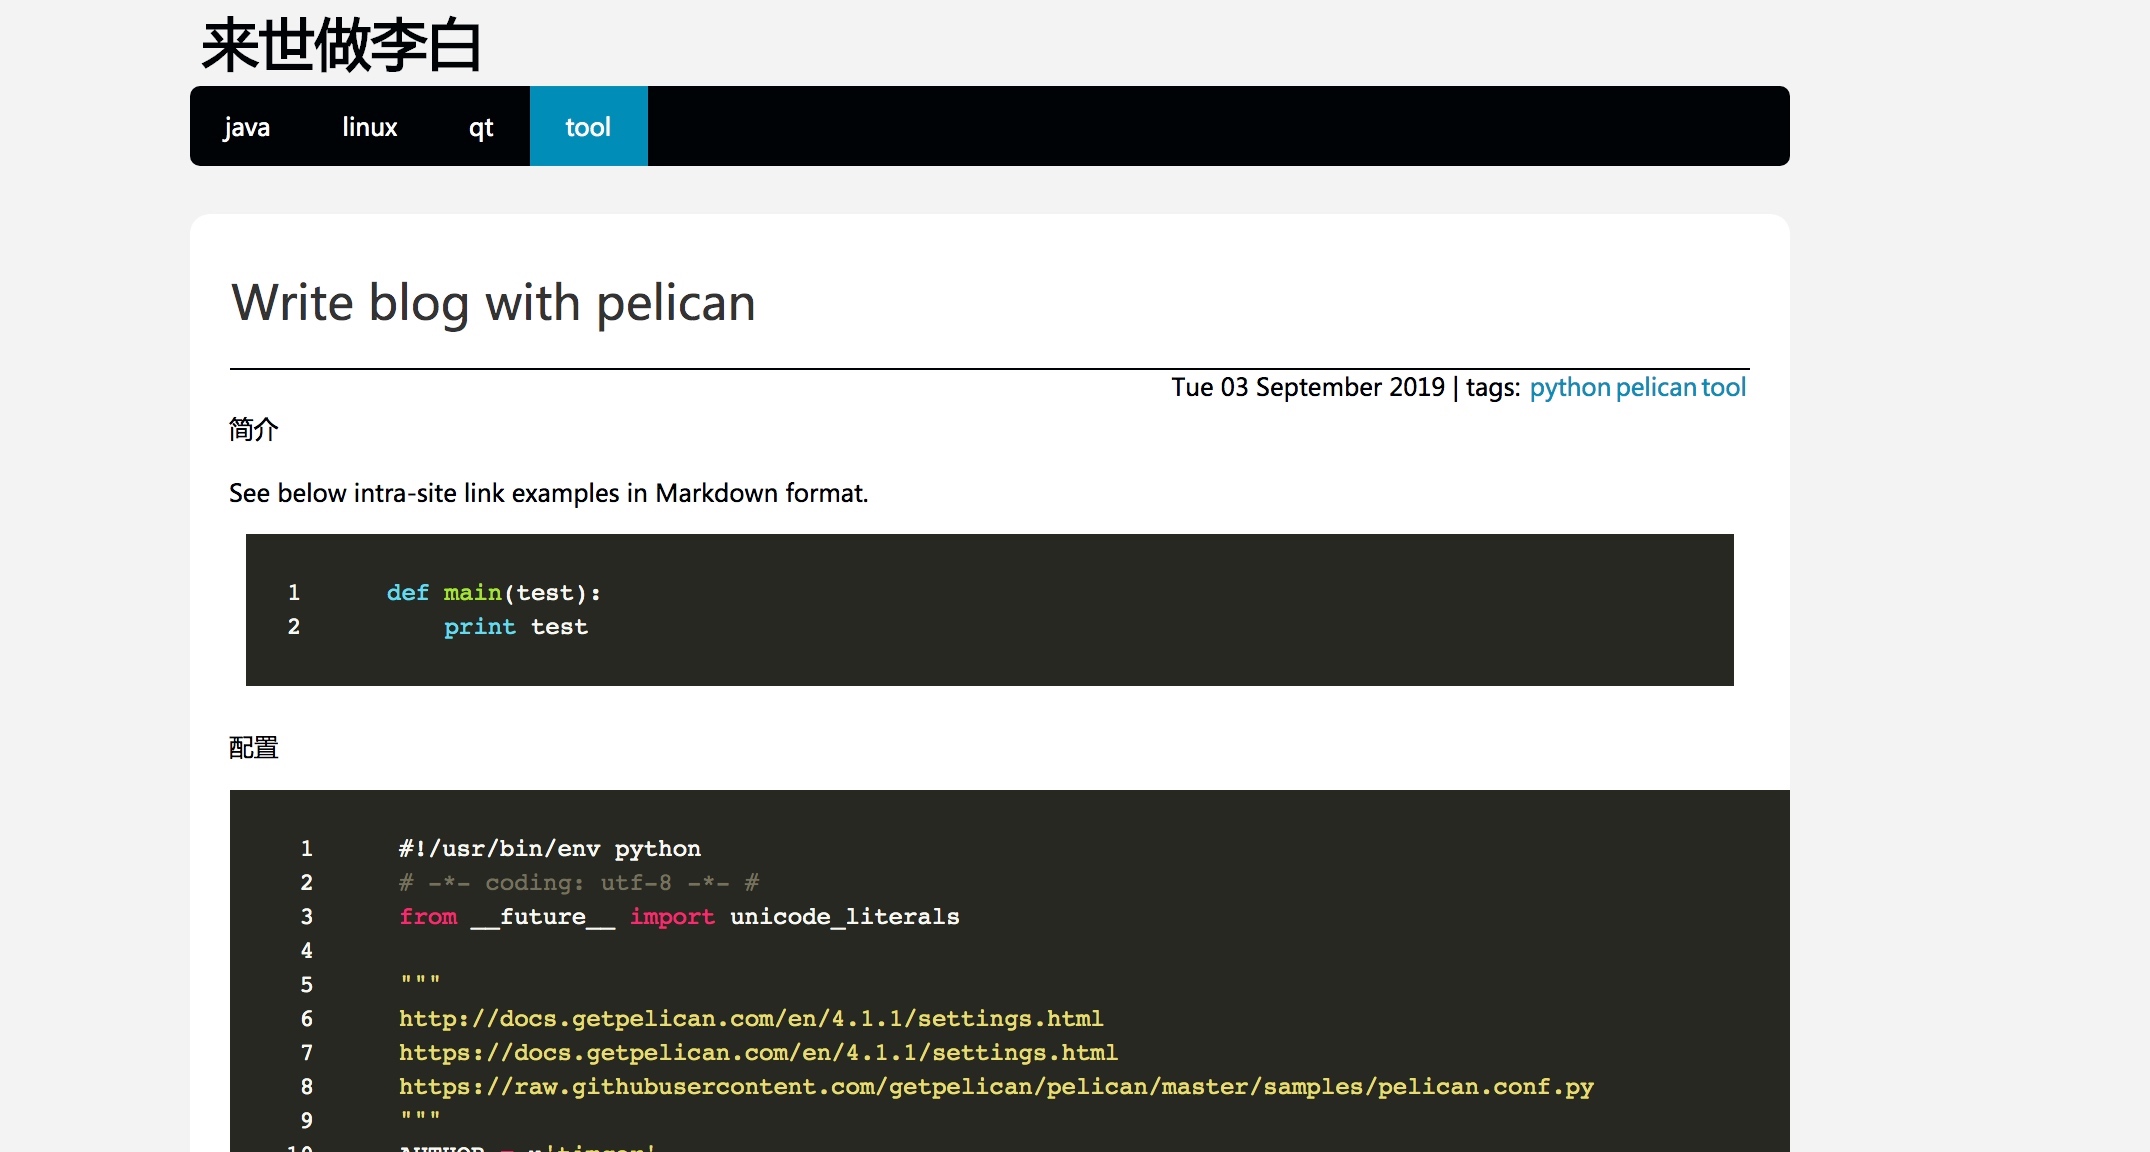 来世做李白
java linux qt tool
Write blog with pelican
Tue 03 September 2019 | tags: python pelican tool
简介
See below intra-site link examples in Markdown format.
1 def main(test):
2 print test
配置
1 #!/usr/bin/env python
2 # -*- coding: utf-8 -*- #
3 from __future__ import unicode_literals
4
5 """
6 http://docs.getpelican.com/en/4.1.1/settings.html
7 https://docs.getpelican.com/en/4.1.1/settings.html
8 https://raw.githubusercontent.com/getpelican/pelican/master/samples/pelican.conf.py
9 """
10 AUTHOR = u